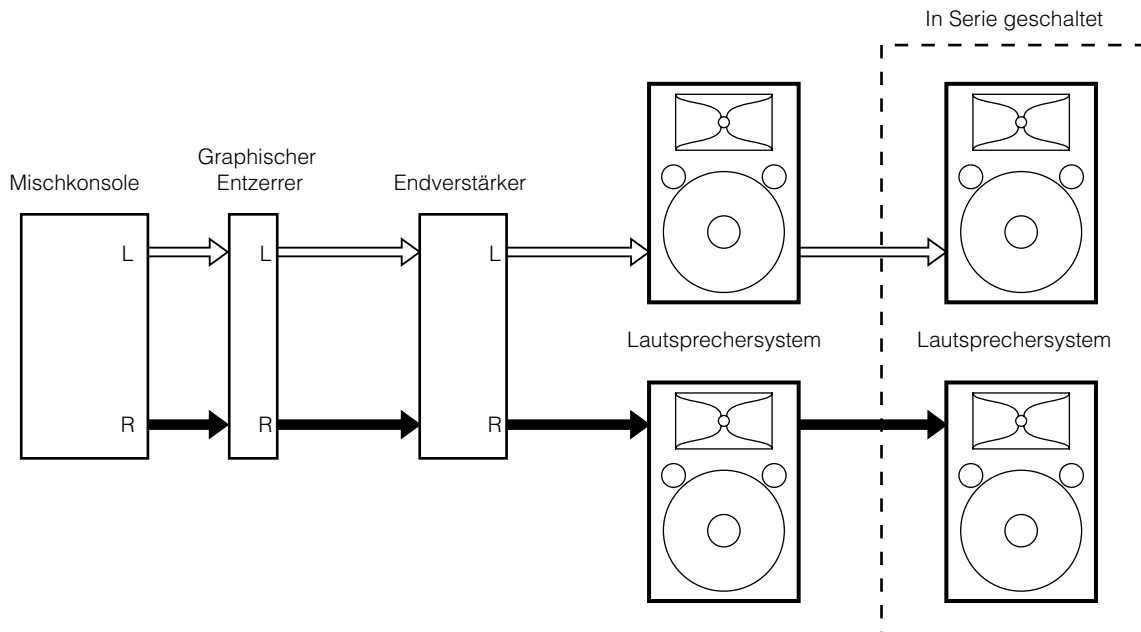 In Serie geschaltet
Graphischer
Entzerrer
Mischkonsole
Endverstärker
L
L
L
Lautsprechersystem
Lautsprechersystem
R
R
R